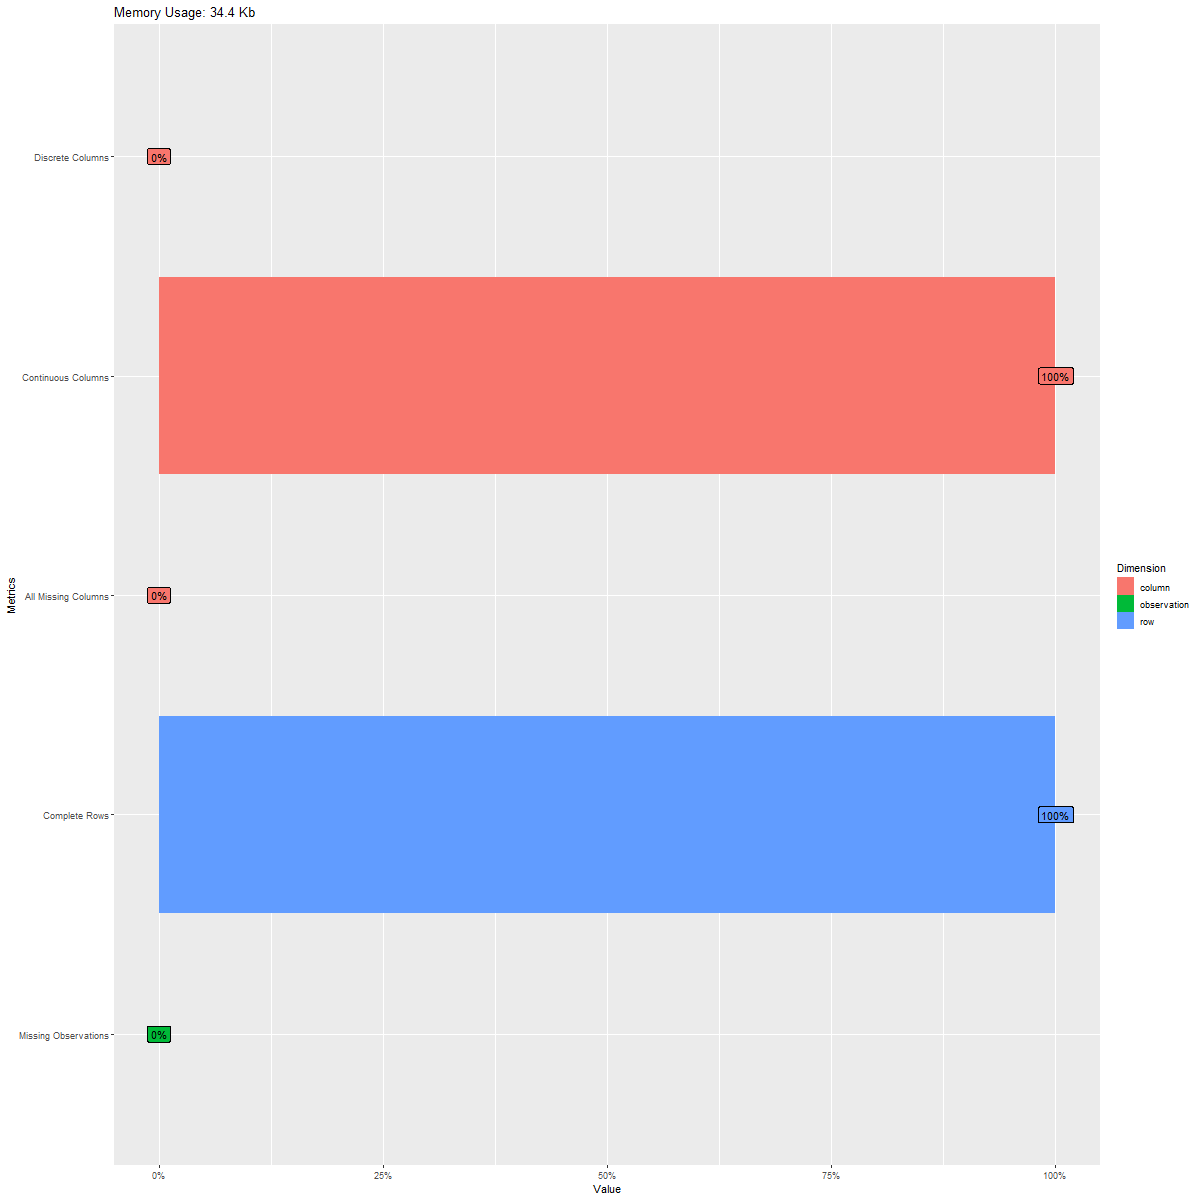 Memory Usage: 34.4 Kb
Discrete Columns
0%
Continuous Columns
100%
All Missing Columns
0%
Complete Rows
100%
Missing Observations
0%
0%
25%
50%
75%
100%
Value
Metrics
Dimension
column
observation
row